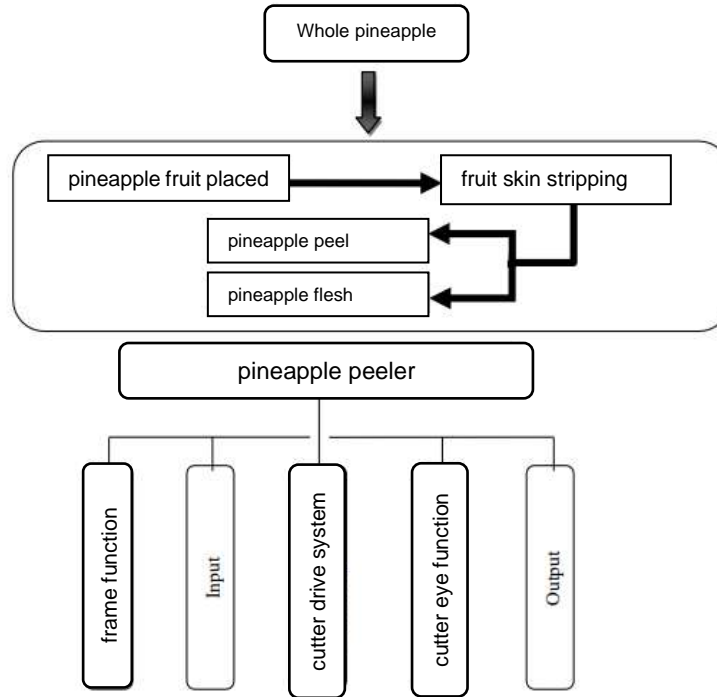 Whole pineapple
pineapple fruit placed
fruit skin stripping
pineapple peel
pineapple flesh
pineapple peeler
frame function
Input
cutter drive system
cutter eye function
Output